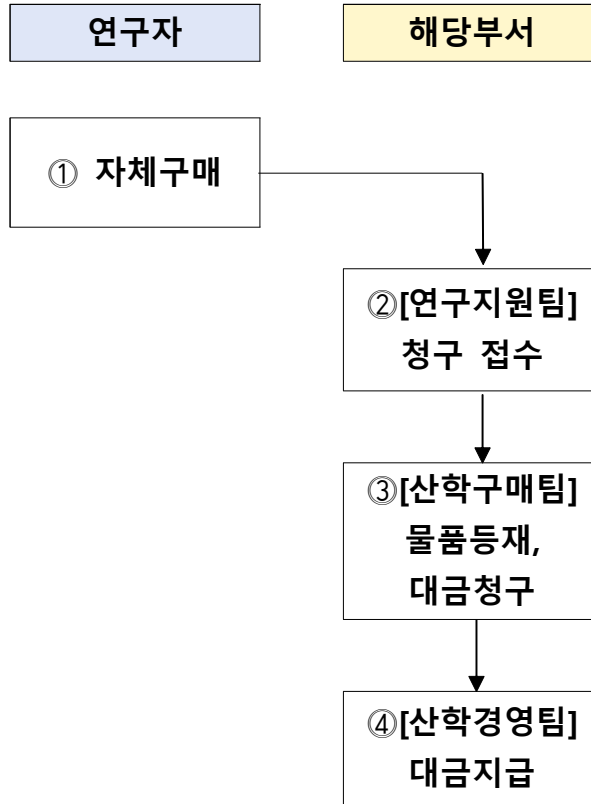 연구자
해당부서
① 자체구매
②[연구지원팀]
청구 접수
③[산학구매팀]
물품등재,
대금청구
④[산학경영팀]
대금지급